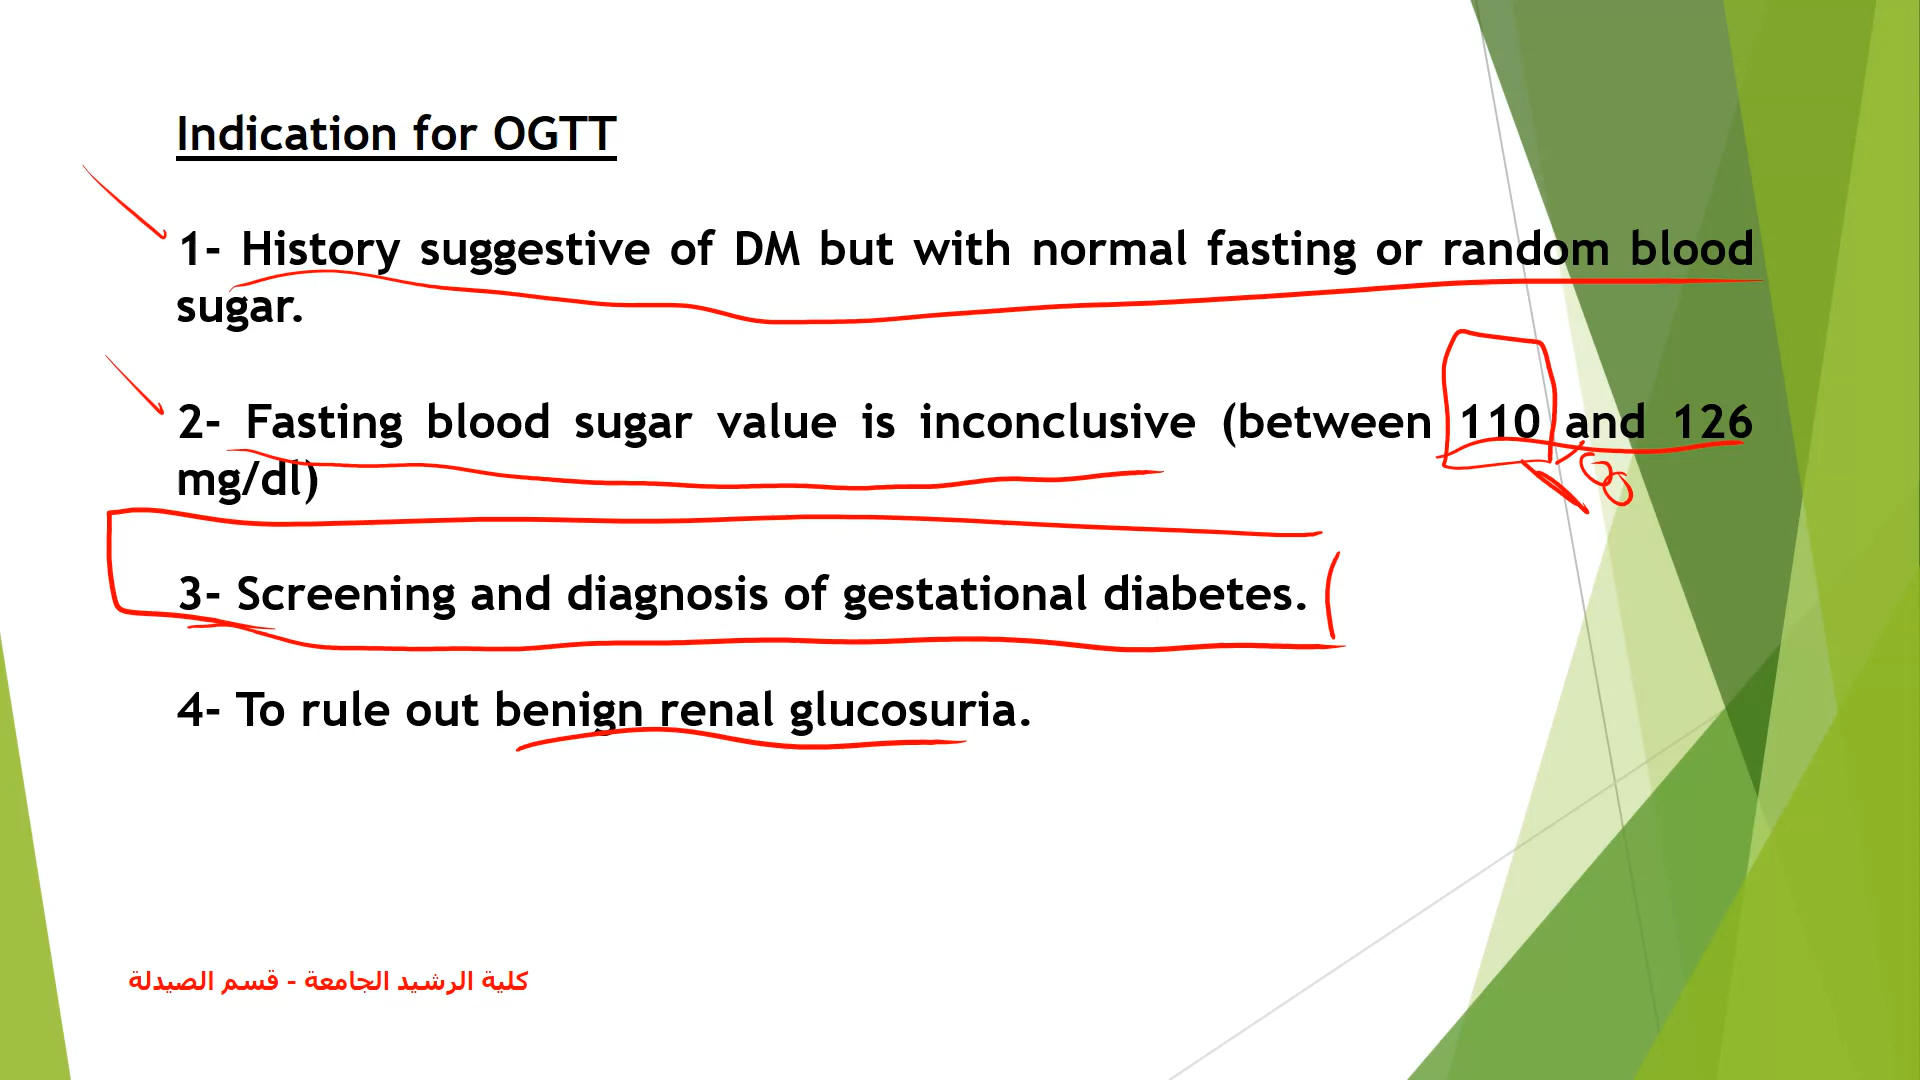 Indication for OGTT
1- History suggestive of DM but with normal fasting or random blood
sugar.
2- Fasting blood sugar value is inconclusive (between 110 and 126
mg/dl)
3- Screening and diagnosis of gestational diabetes.
4- To rule out benign renal glucosuria.
كلية الرشيد الجامعة - قسم الصيدلة